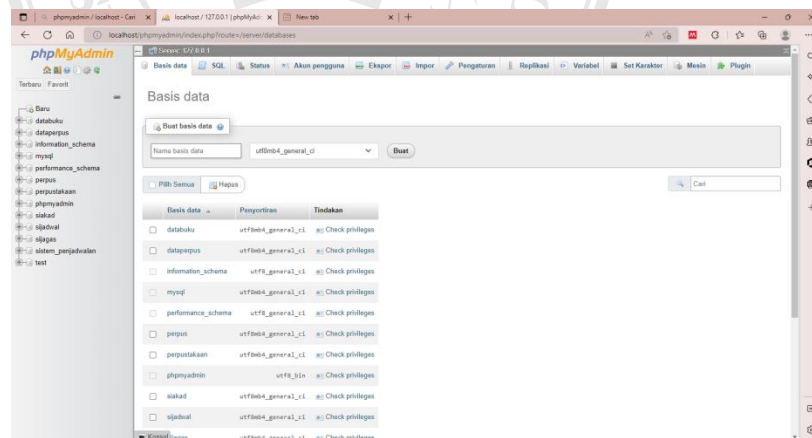 phpmyadmin / localhost - Cari
localhost / 127.0.0.1 | phpMyAd
New tab
localhost/phpmyadmin/index.php?route=/server/databases
phpMyAdmin
Terbaru Favorit
Baru
databuku
dataperpus
information_schema
mysql
performance_schema
perpus
perpustakaan
phpmyadmin
siakad
sijadwal
sijagas
sistem_penjadwalan
test
Server: 127.0.0.1
Basis data SQL Status Akun pengguna Ekspor Impor Pengaturan Replikasi Variabel Set Karakter Mesin Plugin
Basis data
Buat basis data
Nama basis data utf8mb4_general_ci Buat
Pilih Semua Hapus Cari
Basis data Penyortiran Tindakan
databuku utf8mb4_general_ci Check privileges
dataperpus utf8mb4_general_ci Check privileges
information_schema utf8_general_ci Check privileges
mysql utf8mb4_general_ci Check privileges
performance_schema utf8_general_ci Check privileges
perpus utf8mb4_general_ci Check privileges
perpustakaan utf8mb4_general_ci Check privileges
phpmyadmin utf8_bin Check privileges
siakad utf8mb4_general_ci Check privileges
sijadwal utf8mb4_general_ci Check privileges